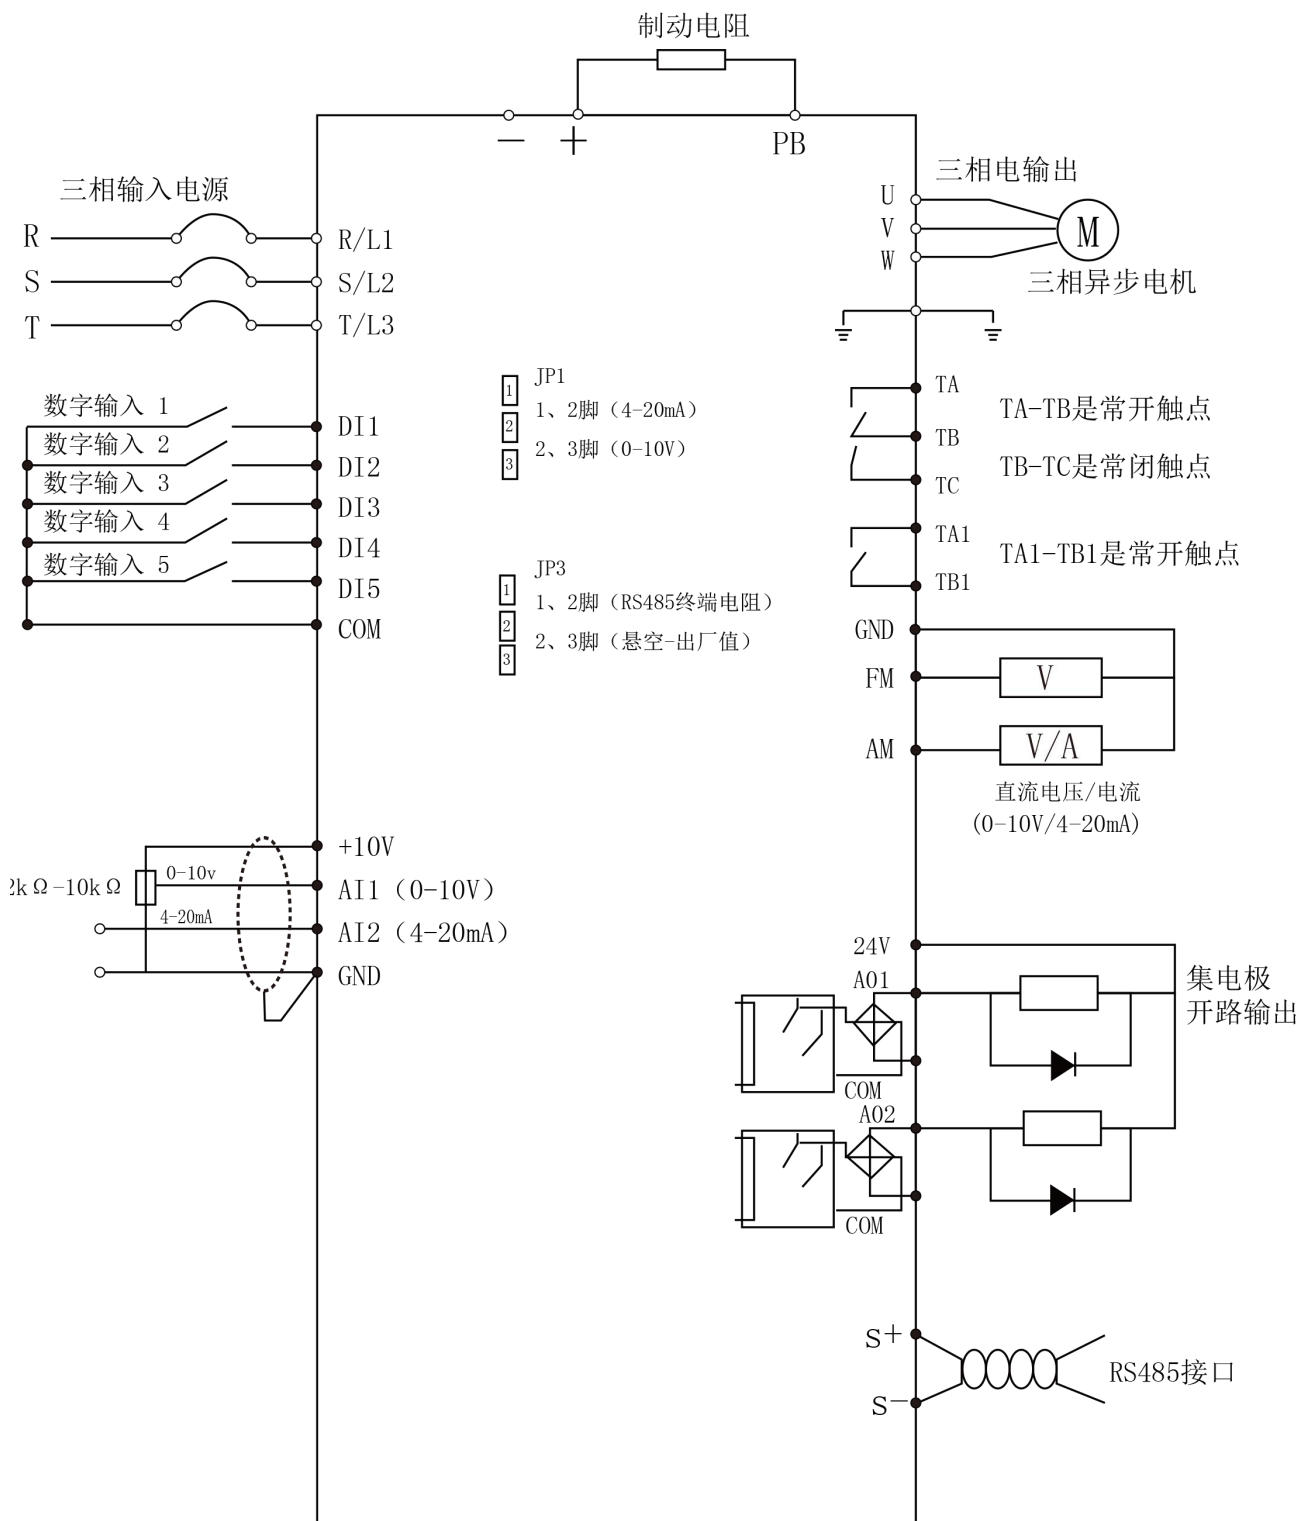 制动电阻
— + PB
三相输入电源
R R/L1
S S/L2
T T/L3
三相电输出
U
V
W
M
三相异步电机
数字输入 1 DI1
数字输入 2 DI2
数字输入 3 DI3
数字输入 4 DI4
数字输入 5 DI5
COM
JP1
1 1、2脚（4-20mA）
2 2、3脚（0-10V）
3
JP3
1 1、2脚（RS485终端电阻）
2 2、3脚（悬空-出厂值）
3
TA
TB
TC
TA-TB是常开触点
TB-TC是常闭触点
TA1
TB1
TA1-TB1是常开触点
GND
FM V
AM V/A
直流电压/电流
(0-10V/4-20mA)
+10V
2kΩ-10kΩ 0-10v AI1（0-10V）
4-20mA AI2（4-20mA）
GND
24V
AO1
COM
AO2
COM
集电极
开路输出
S+
S-
RS485接口